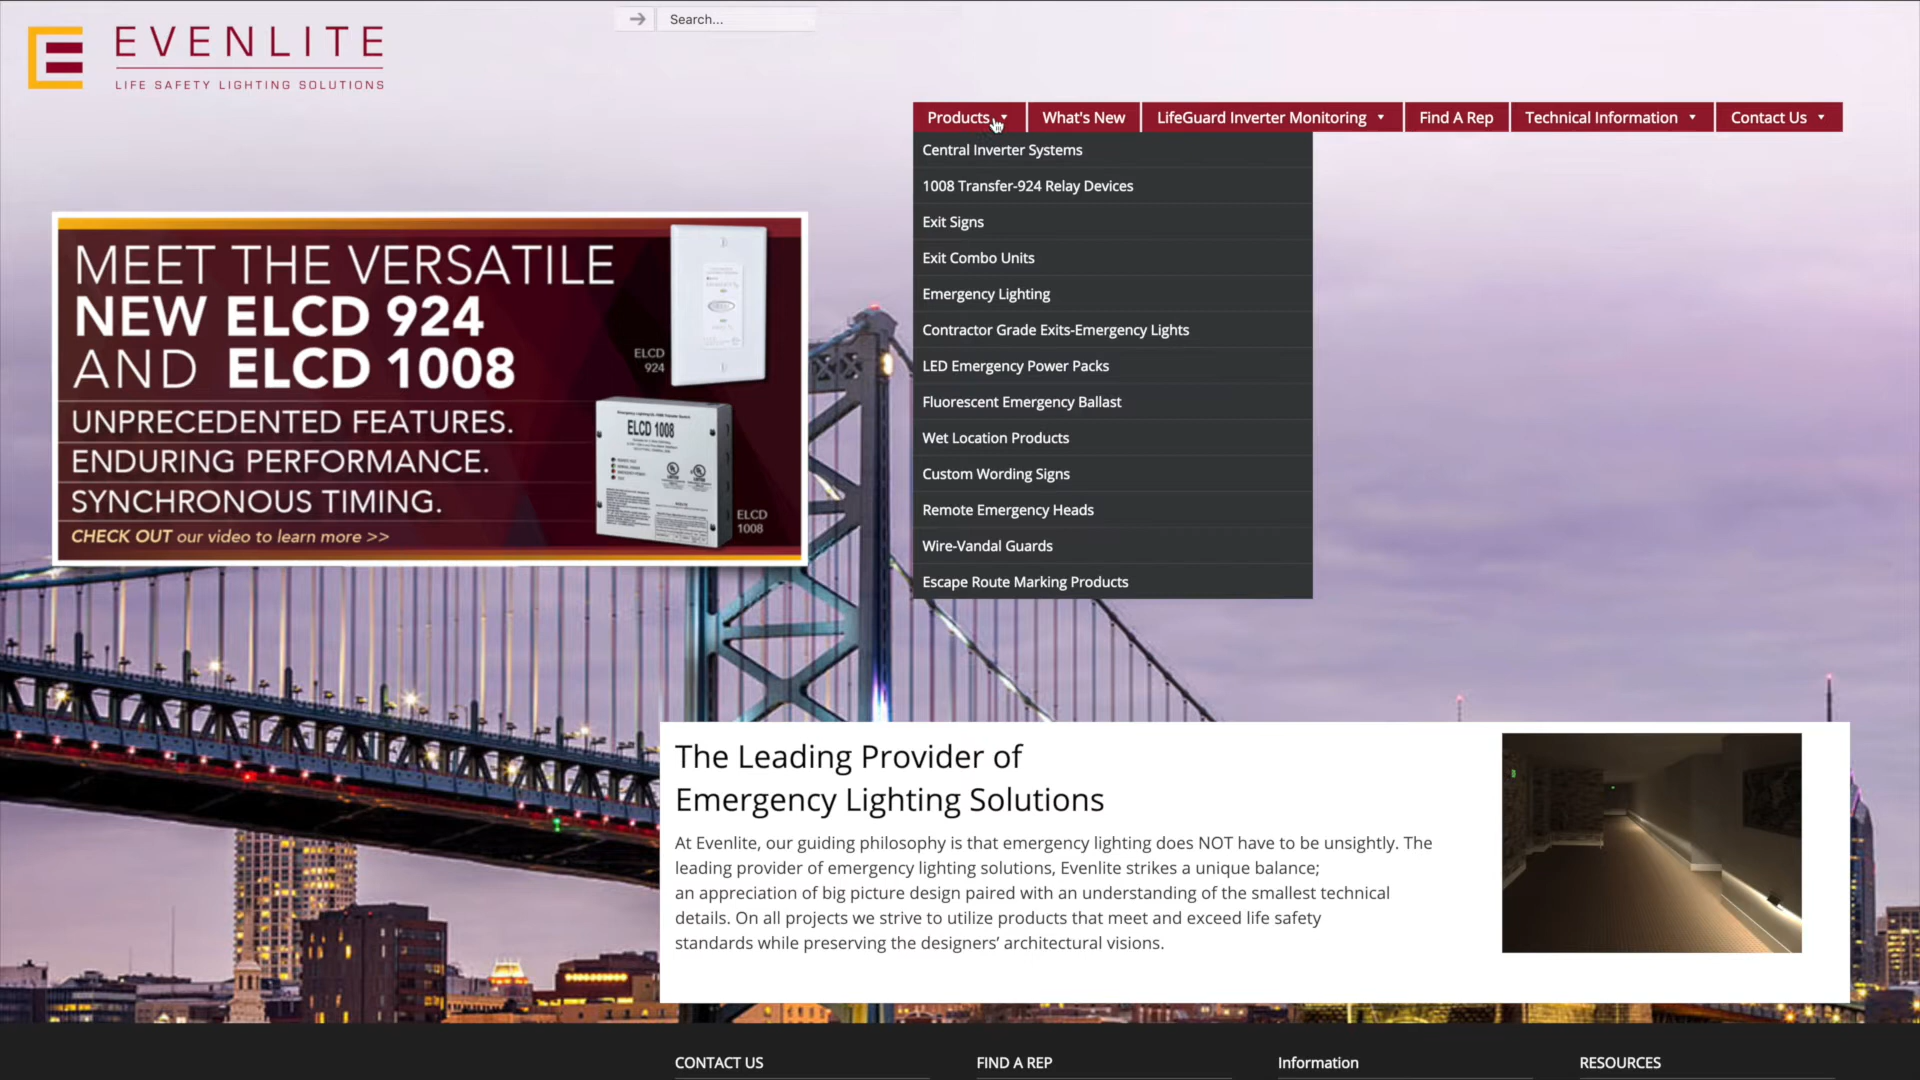 EVENLITE
LIFE SAFETY LIGHTING SOLUTIONS
Search...
Products
What's New
LifeGuard Inverter Monitoring
Find A Rep
Technical Information
Contact Us
Central Inverter Systems
1008 Transfer-924 Relay Devices
Exit Signs
Exit Combo Units
Emergency Lighting
Contractor Grade Exits-Emergency Lights
LED Emergency Power Packs
Fluorescent Emergency Ballast
Wet Location Products
Custom Wording Signs
Remote Emergency Heads
Wire-Vandal Guards
Escape Route Marking Products
MEET THE VERSATILE
NEW ELCD 924
AND ELCD 1008
UNPRECEDENTED FEATURES.
ENDURING PERFORMANCE.
SYNCHRONOUS TIMING.
CHECK OUT our video to learn more >>
ELCD
924
ELCD 1008
ELCD
1008
The Leading Provider of
Emergency Lighting Solutions
At Evenlite, our guiding philosophy is that emergency lighting does NOT have to be unsightly. The
leading provider of emergency lighting solutions, Evenlite strikes a unique balance;
an appreciation of big picture design paired with an understanding of the smallest technical
details. On all projects we strive to utilize products that meet and exceed life safety
standards while preserving the designers’ architectural visions.
CONTACT US
FIND A REP
Information
RESOURCES